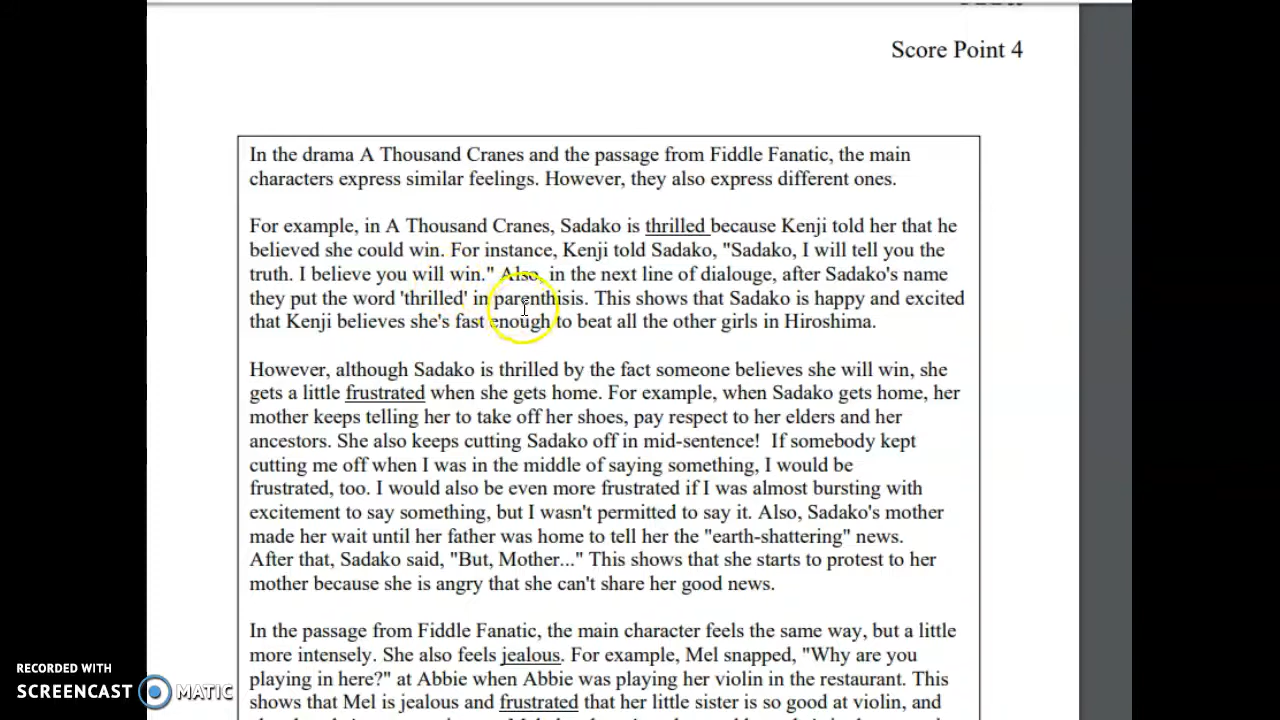 Score Point 4
In the drama A Thousand Cranes and the passage from Fiddle Fanatic, the main
characters express similar feelings. However, they also express different ones.
For example, in A Thousand Cranes, Sadako is thrilled because Kenji told her that he
believed she could win. For instance, Kenji told Sadako, "Sadako, I will tell you the
truth. I believe you will win." Also, in the next line of dialouge, after Sadako's name
they put the word 'thrilled' in parenthisis. This shows that Sadako is happy and excited
that Kenji believes she's fast enough to beat all the other girls in Hiroshima.
However, although Sadako is thrilled by the fact someone believes she will win, she
gets a little frustrated when she gets home. For example, when Sadako gets home, her
mother keeps telling her to take off her shoes, pay respect to her elders and her
ancestors. She also keeps cutting Sadako off in mid-sentence! If somebody kept
cutting me off when I was in the middle of saying something, I would be
frustrated, too. I would also be even more frustrated if I was almost bursting with
excitement to say something, but I wasn't permitted to say it. Also, Sadako's mother
made her wait until her father was home to tell her the "earth-shattering" news.
After that, Sadako said, "But, Mother..." This shows that she starts to protest to her
mother because she is angry that she can't share her good news.
In the passage from Fiddle Fanatic, the main character feels the same way, but a little
more intensely. She also feels jealous. For example, Mel snapped, "Why are you
playing in here?" at Abbie when Abbie was playing her violin in the restaurant. This
shows that Mel is jealous and frustrated that her little sister is so good at violin, and
RECORDED WITH
SCREENCAST MATIC